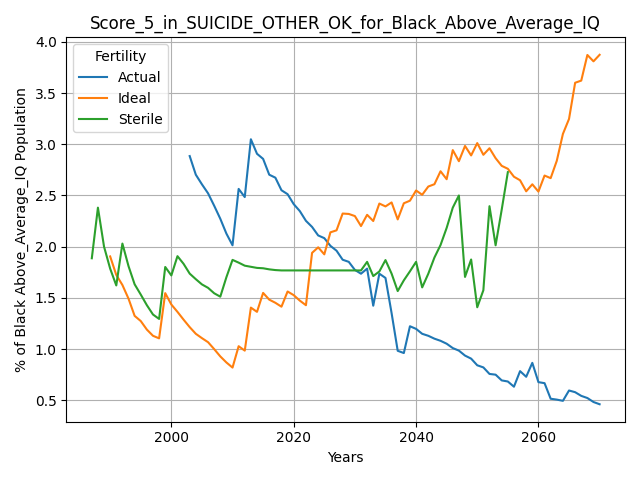 Score_5_in_SUICIDE_OTHER_OK_for_Black_Above_Average_IQ
Fertility
Actual
Ideal
Sterile
% of Black Above_Average_IQ Population
4.0
3.5
3.0
2.5
2.0
1.5
1.0
0.5
2000 2020 2040 2060
Years